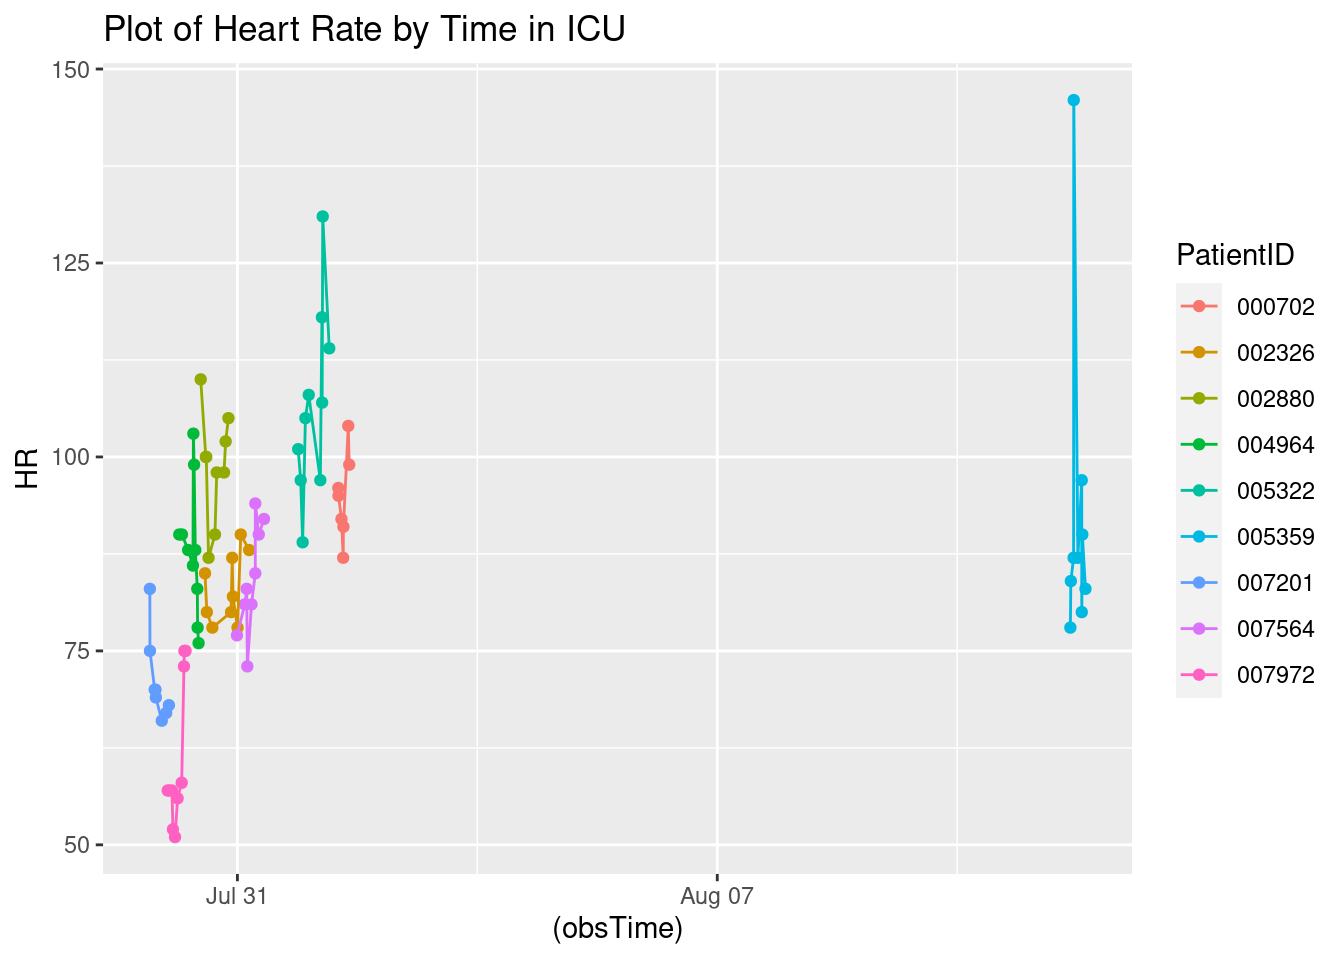 Plot of Heart Rate by Time in ICU
150
125
100
75
50
HR
Jul 31
Aug 07
(obsTime)
PatientID
000702
002326
002880
004964
005322
005359
007201
007564
007972